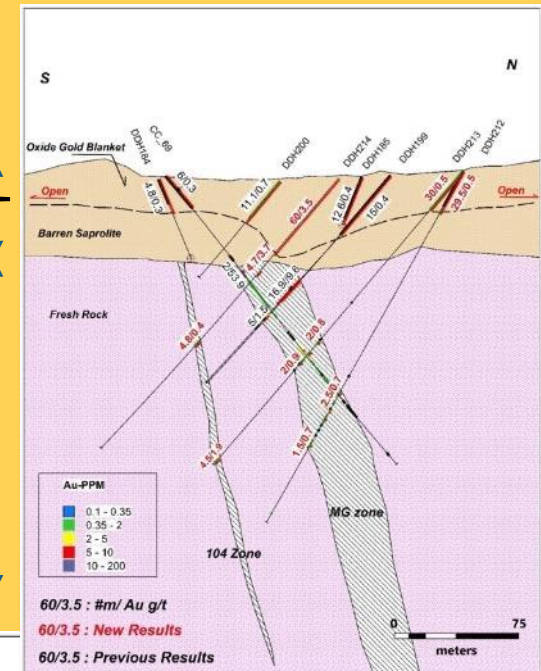 S
N
DDH184
CC_69
DDH200
DDH214
DDH185
DDH199
DDH213
DDH212
Oxide Gold Blanket
Open
Open
4.8/0.3
6/0.3
11.1/0.7
60/3.5
12.6/0.4
15/0.4
30/0.5
29.5/0.5
Barren Saprolite
4.7/3.7
2/53.9
16.9/9.6
5/1.5
Fresh Rock
4.8/0.4
2/0.8
2/0.9
2.5/0.7
1.5/0.7
4.5/1.9
MG zone
104 Zone
Au-PPM
0.1 - 0.35
0.35 - 2
2 - 5
5 - 10
10 - 200
60/3.5 : #m/ Au g/t
60/3.5 : New Results
60/3.5 : Previous Results
0 75
meters